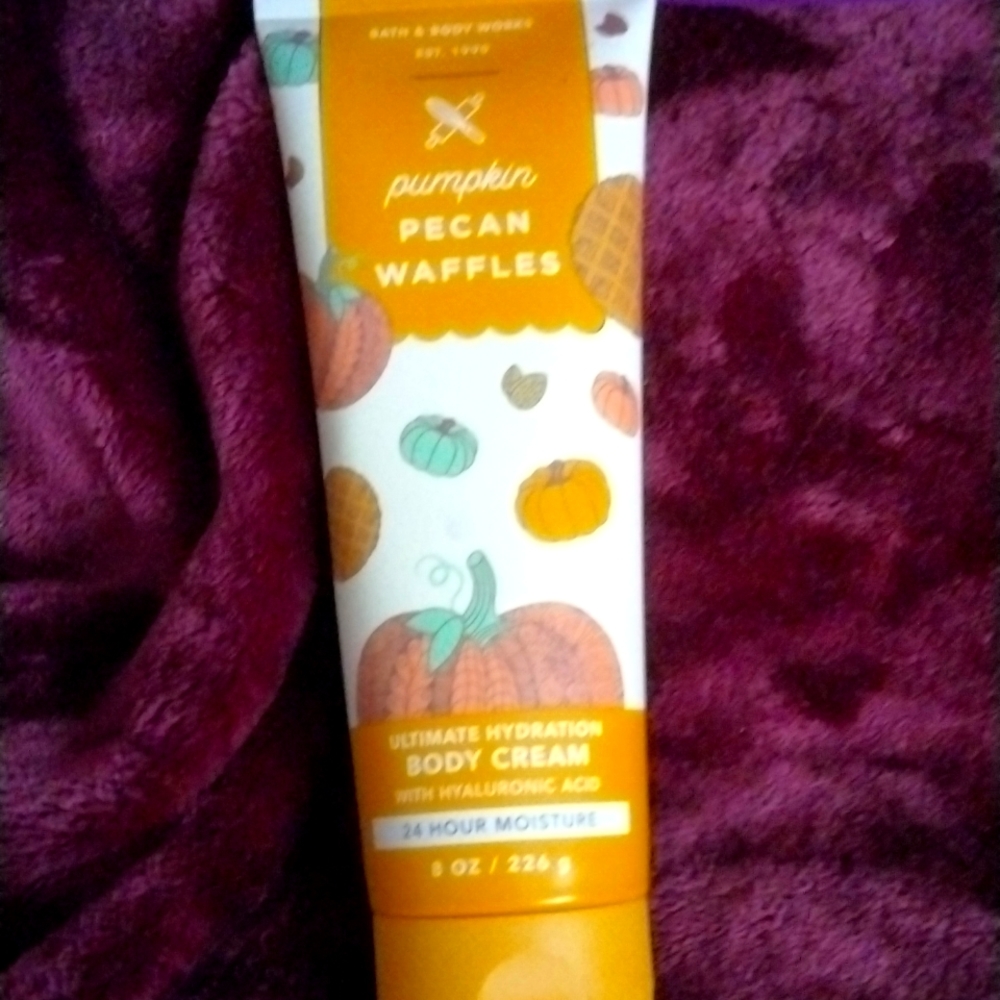 BATH & BODY WORKS
EST. 1990
pumpkin
PECAN
WAFFLES
ULTIMATE HYDRATION
BODY CREAM
WITH HYALURONIC ACID
24 HOUR MOISTURE
8 OZ / 226 g